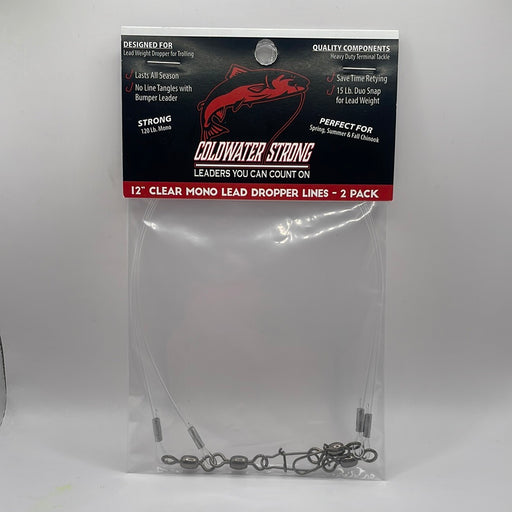 DESIGNED FOR
Lead Weight Dropper for Trolling
Lasts All Season
No Line Tangles with
Bumper Leader
STRONG
120 Lb. Mono
QUALITY COMPONENTS
Heavy Duty Terminal Tackle
Save Time Retying
15 Lb. Duo Snap
for Lead Weight
PERFECT FOR
Spring, Summer & Fall Chinook
COLDWATER STRONG
LEADERS YOU CAN COUNT ON
12" CLEAR MONO LEAD DROPPER LINES - 2 PACK